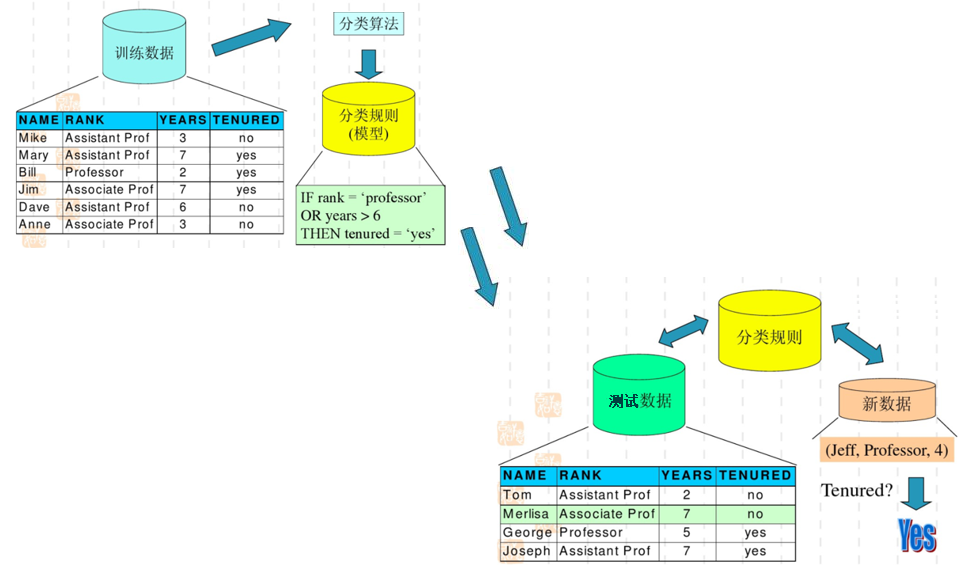 训练数据
分类算法
分类规则
(模型)
NAME RANK YEARS TENURED
Mike Assistant Prof 3 no
Mary Assistant Prof 7 yes
Bill Professor 2 yes
Jim Associate Prof 7 yes
Dave Assistant Prof 6 no
Anne Associate Prof 3 no
IF rank = ‘professor’
OR years > 6
THEN tenured = ‘yes’
分类规则
测试数据
新数据
(Jeff, Professor, 4)
NAME RANK YEARS TENURED
Tom Assistant Prof 2 no
Merlisa Associate Prof 7 no
George Professor 5 yes
Joseph Assistant Prof 7 yes
Tenured?
Yes